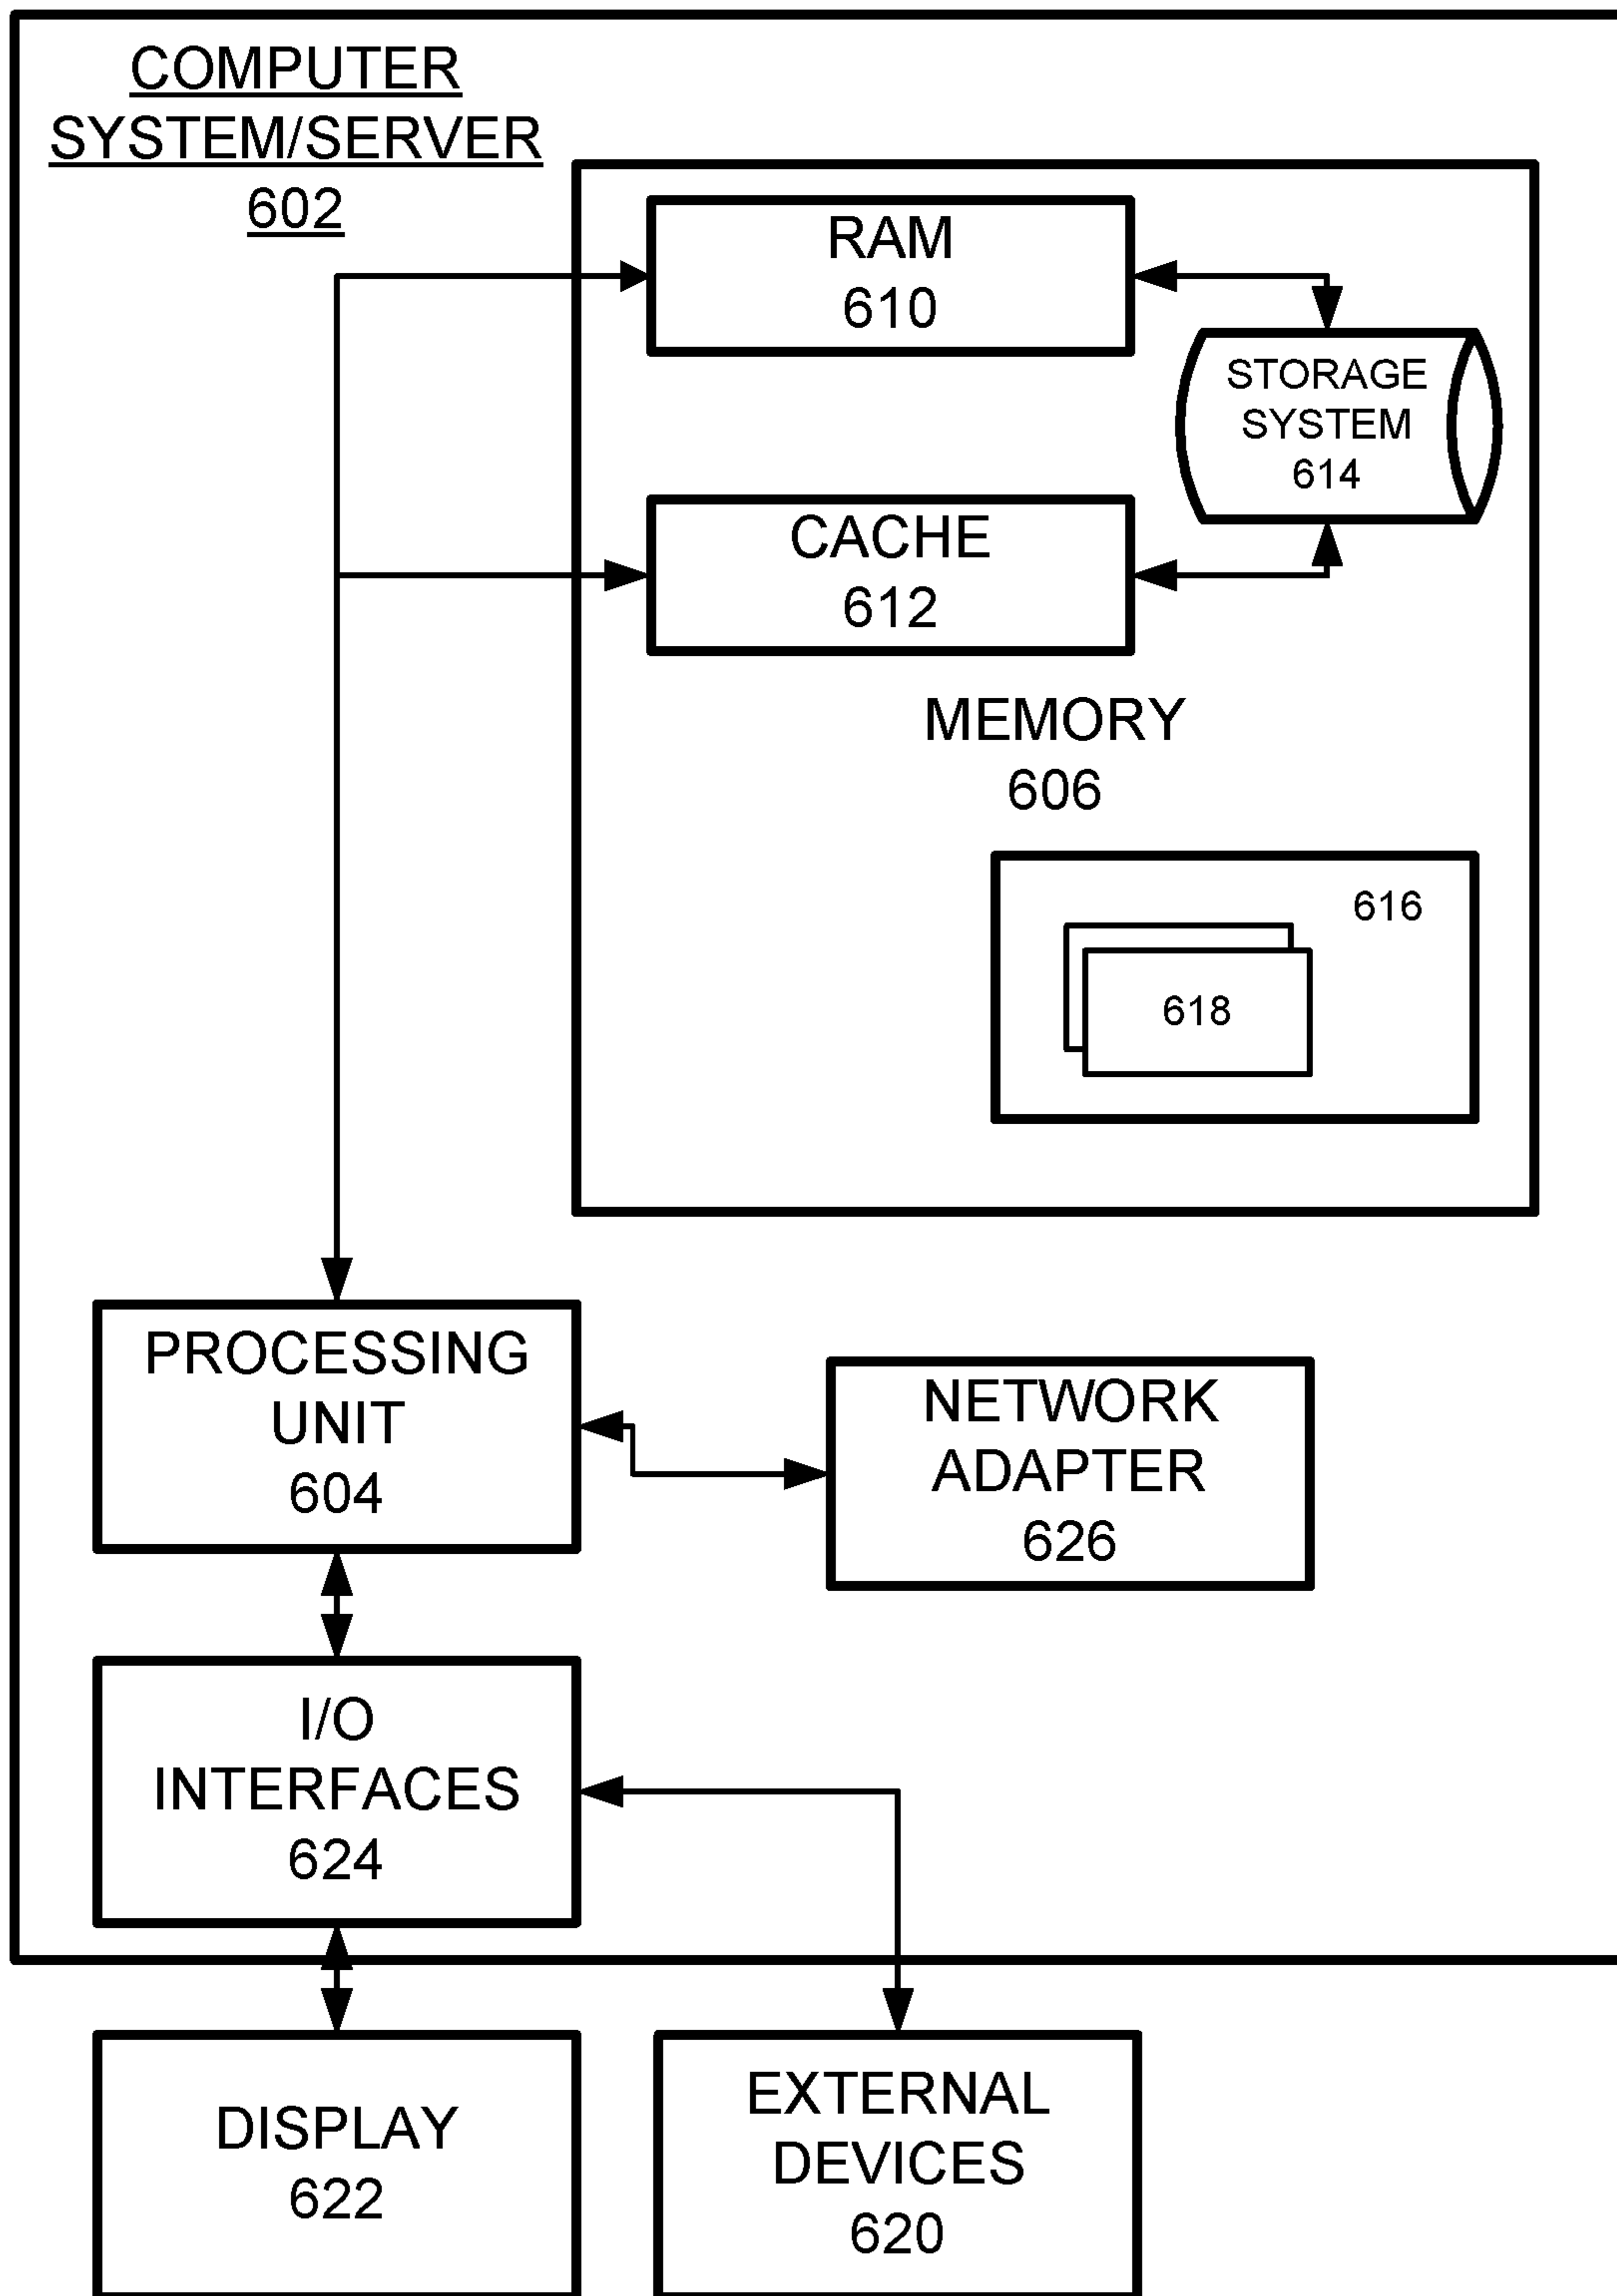 COMPUTER
SYSTEM/SERVER
602
RAM
610
STORAGE
SYSTEM
614
CACHE
612
MEMORY
606
616
618
PROCESSING
UNIT
604
NETWORK
ADAPTER
626
I/O
INTERFACES
624
DISPLAY
622
EXTERNAL
DEVICES
620